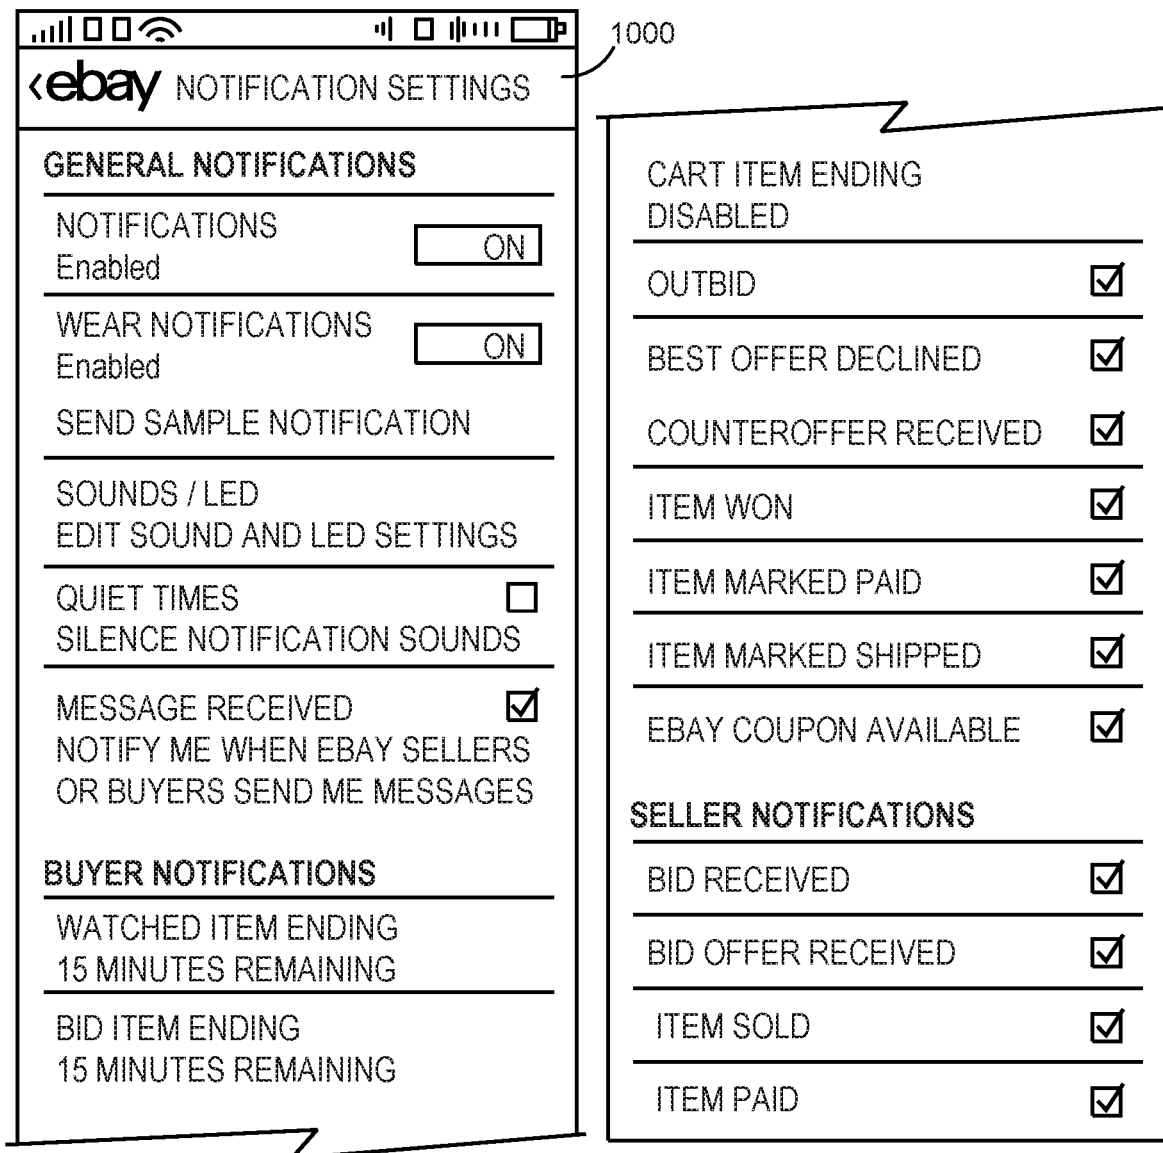 1000
<ebay NOTIFICATION SETTINGS
GENERAL NOTIFICATIONS
NOTIFICATIONS
Enabled
ON
WEAR NOTIFICATIONS
Enabled
ON
SEND SAMPLE NOTIFICATION
SOUNDS / LED
EDIT SOUND AND LED SETTINGS
QUIET TIMES
SILENCE NOTIFICATION SOUNDS
MESSAGE RECEIVED
NOTIFY ME WHEN EBAY SELLERS
OR BUYERS SEND ME MESSAGES
BUYER NOTIFICATIONS
WATCHED ITEM ENDING
15 MINUTES REMAINING
BID ITEM ENDING
15 MINUTES REMAINING
CART ITEM ENDING
DISABLED
OUTBID
BEST OFFER DECLINED
COUNTEROFFER RECEIVED
ITEM WON
ITEM MARKED PAID
ITEM MARKED SHIPPED
EBAY COUPON AVAILABLE
SELLER NOTIFICATIONS
BID RECEIVED
BID OFFER RECEIVED
ITEM SOLD
ITEM PAID